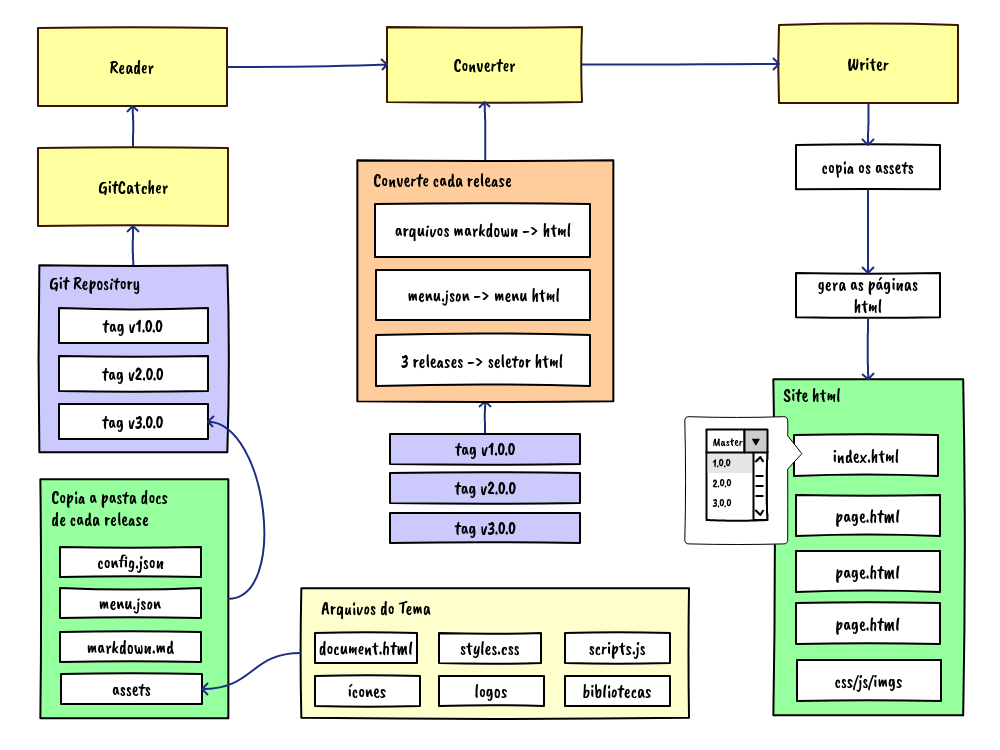 Reader
Converter
Writer
GitCatcher
copia os assets
Converte cada release
arquivos markdown -> html
menu.json -> menu html
3 releases -> seletor html
gera as páginas
html
Git Repository
tag v1.0.0
tag v2.0.0
tag v3.0.0
tag v1.0.0
tag v2.0.0
tag v3.0.0
Site html
Master
1.0.0
2.0.0
3.0.0
index.html
page.html
page.html
page.html
css/js/imgs
Copia a pasta docs
de cada release
config.json
menu.json
markdown.md
assets
Arquivos do Tema
document.html
styles.css
scripts.js
ícones
logos
bibliotecas